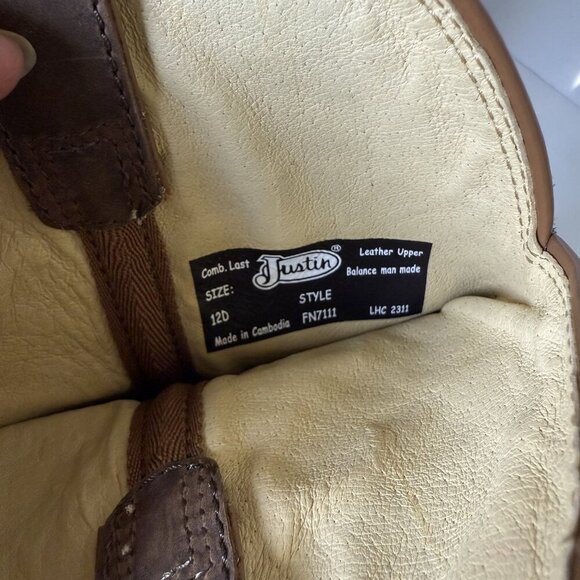 Comb. Last Justin ® Leather Upper
SIZE: Balance man made
12D STYLE
Made in Cambodia FN7111 LHC 2311